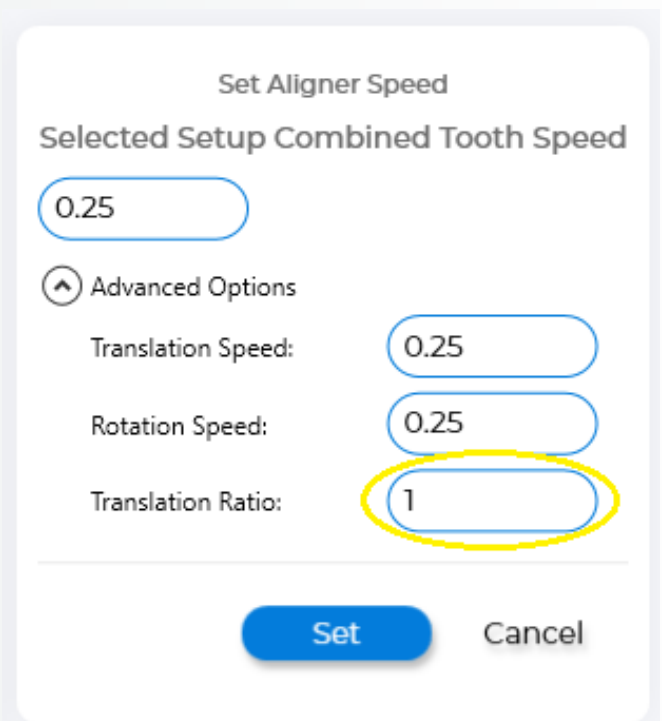 Set Aligner Speed
Selected Setup Combined Tooth Speed
0.25
Advanced Options
Translation Speed: 0.25
Rotation Speed: 0.25
Translation Ratio: 1
Set Cancel